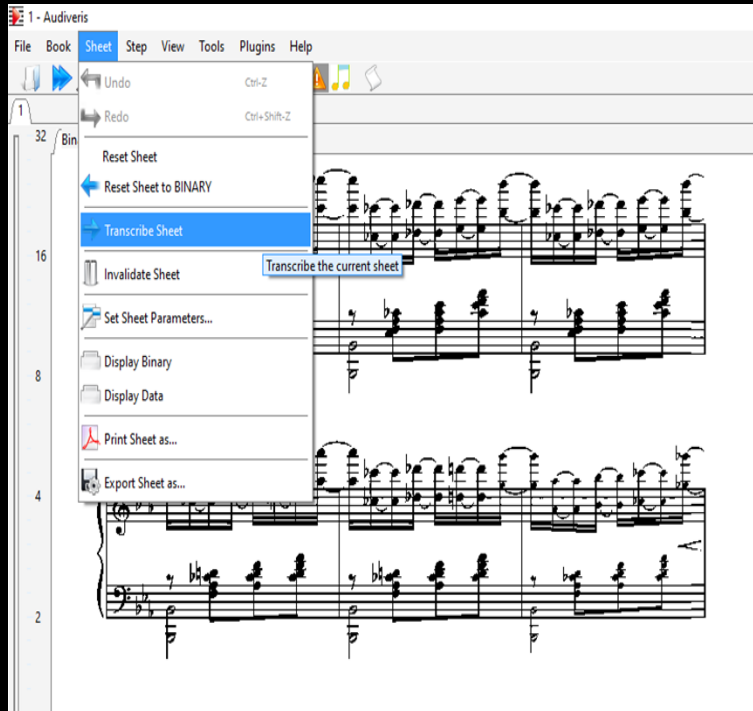 1 - Audiveris
File Book Sheet Step View Tools Plugins Help
Undo Ctrl-Z
Redo Ctrl+Shift-Z
Reset Sheet
Reset Sheet to BINARY
Transcribe Sheet
Transcribe the current sheet
Invalidate Sheet
Set Sheet Parameters...
Display Binary
Display Data
Print Sheet as...
Export Sheet as...
1
Bin
32
16
8
4
2